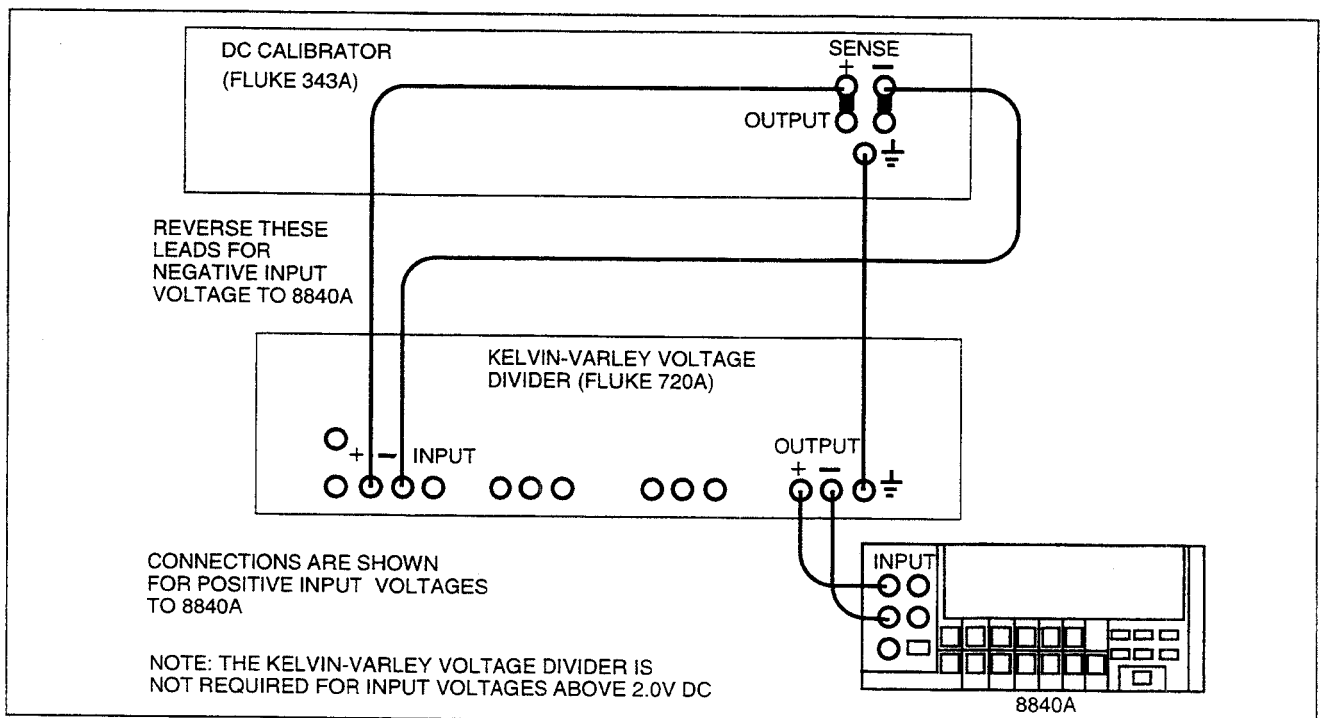 DC CALIBRATOR
(FLUKE 343A)
SENSE
+ −
OUTPUT
REVERSE THESE
LEADS FOR
NEGATIVE INPUT
VOLTAGE TO 8840A
KELVIN-VARLEY VOLTAGE
DIVIDER (FLUKE 720A)
+ − INPUT
OUTPUT
+ −
CONNECTIONS ARE SHOWN
FOR POSITIVE INPUT VOLTAGES
TO 8840A
INPUT
NOTE: THE KELVIN-VARLEY VOLTAGE DIVIDER IS
NOT REQUIRED FOR INPUT VOLTAGES ABOVE 2.0V DC
8840A